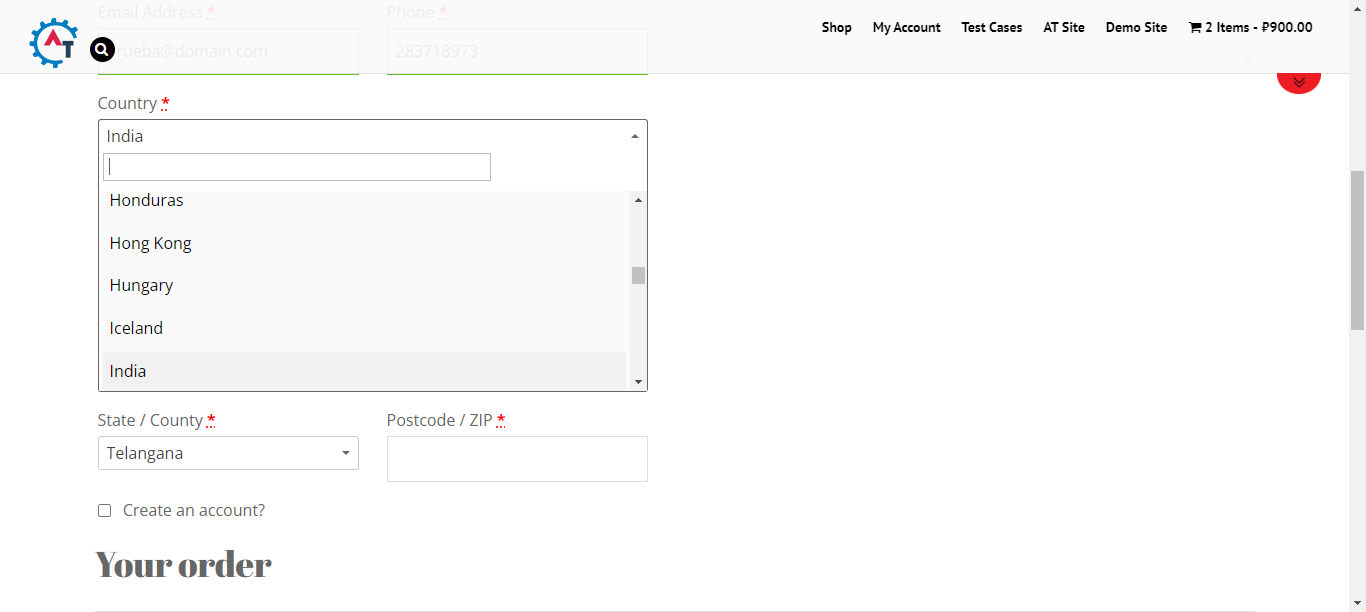 Email Address *
Phone *
Shop
My Account
Test Cases
AT Site
Demo Site
2 Items - ₽900.00
AT
rueba@domain.com
283718973
Country *
India
Honduras
Hong Kong
Hungary
Iceland
India
State / County *
Postcode / ZIP *
Telangana
Create an account?
Your order